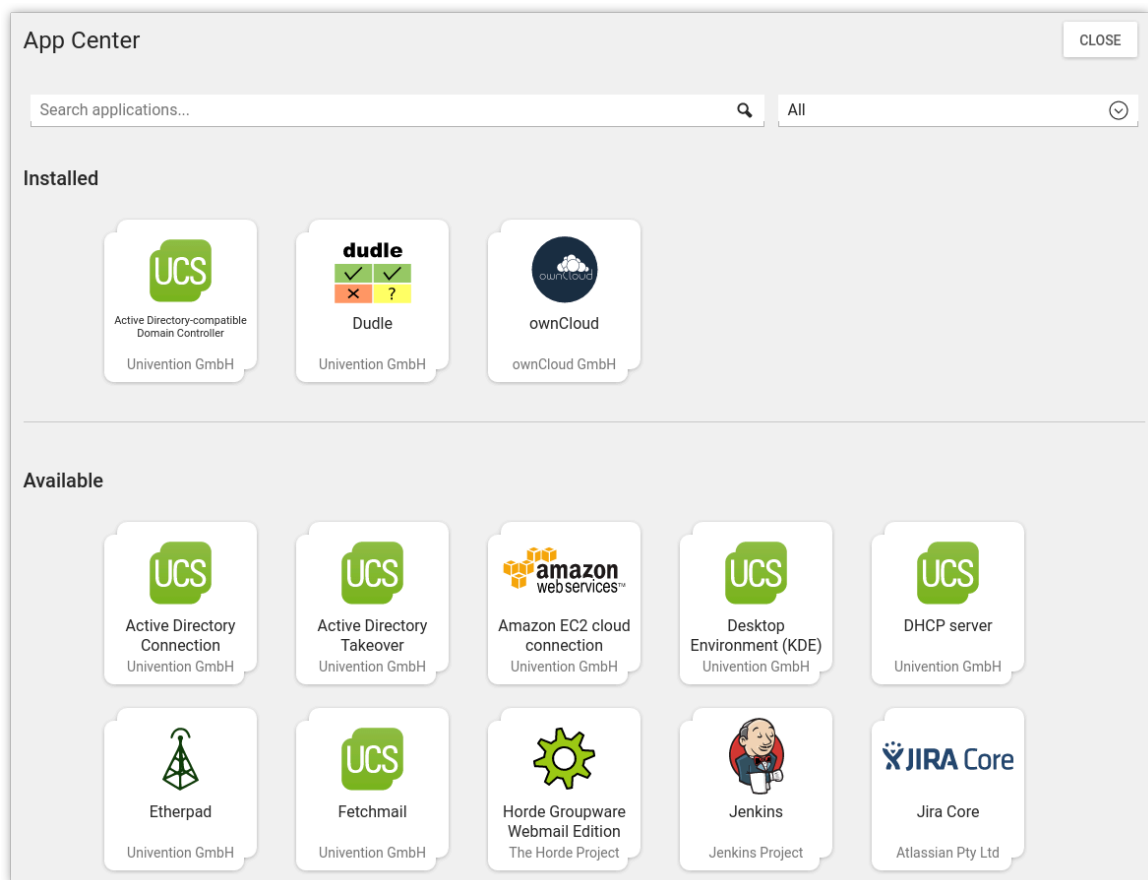 App Center
CLOSE
Search applications...
All
Installed
UCS
Active Directory-compatible
Domain Controller
Univention GmbH
dudle
?
Dudle
Univention GmbH
ownCloud
ownCloud
ownCloud GmbH
Available
UCS
Active Directory
Connection
Univention GmbH
UCS
Active Directory
Takeover
Univention GmbH
amazon
webservices™
Amazon EC2 cloud
connection
Univention GmbH
UCS
Desktop
Environment (KDE)
Univention GmbH
UCS
DHCP server
Univention GmbH
Etherpad
Univention GmbH
UCS
Fetchmail
Univention GmbH
Horde Groupware
Webmail Edition
The Horde Project
Jenkins
Jenkins Project
JIRA Core
Jira Core
Atlassian Pty Ltd